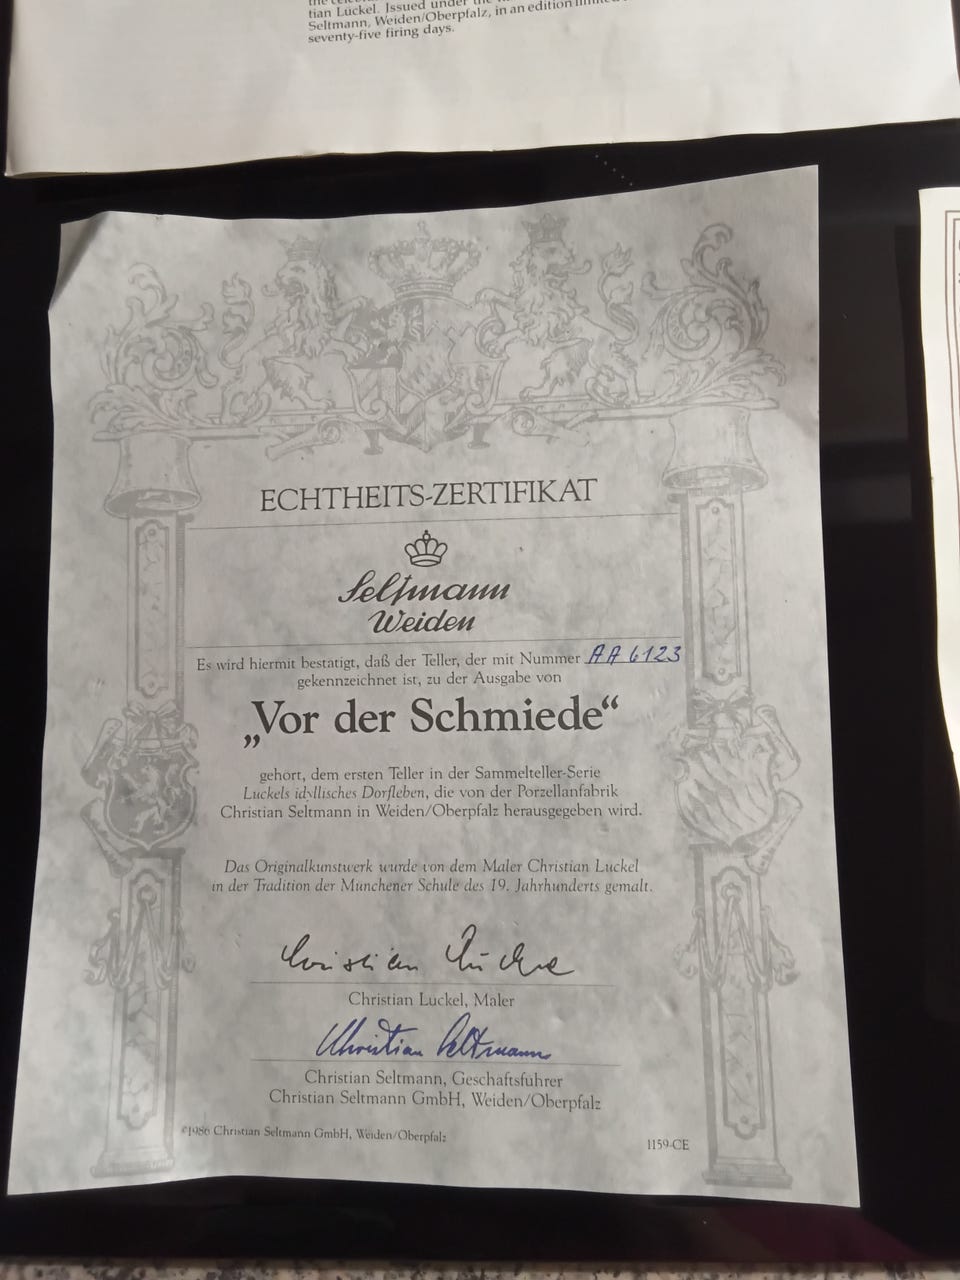 tian Luckel. Issued under the
Seltmann, Weiden/Oberpfalz, in an edition limited
seventy-five firing days.
ECHTHEITS-ZERTIFIKAT
Seltmann
Weiden
Es wird hiermit bestätigt, daß der Teller, der mit Nummer AA 6123
gekennzeichnet ist, zu der Ausgabe von
„Vor der Schmiede“
gehört, dem ersten Teller in der Sammelteller-Serie
Luckels idyllisches Dorfleben, die von der Porzellanfabrik
Christian Seltmann in Weiden/Oberpfalz herausgegeben wird.
Das Originalkunstwerk wurde von dem Maler Christian Luckel
in der Tradition der Münchener Schule des 19. Jahrhunderts gemalt.
Christian Luckel
Christian Luckel, Maler
Christian Seltmann
Christian Seltmann, Geschäftsführer
Christian Seltmann GmbH, Weiden/Oberpfalz
©1986 Christian Seltmann GmbH, Weiden/Oberpfalz
1159-CE